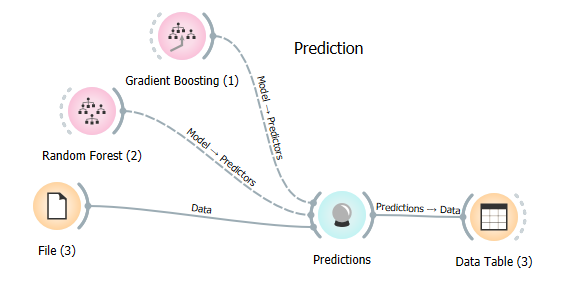 Prediction
Gradient Boosting (1)
Model → Predictors
Random Forest (2)
Model → Predictors
File (3)
Data
Predictions
Predictions → Data
Data Table (3)